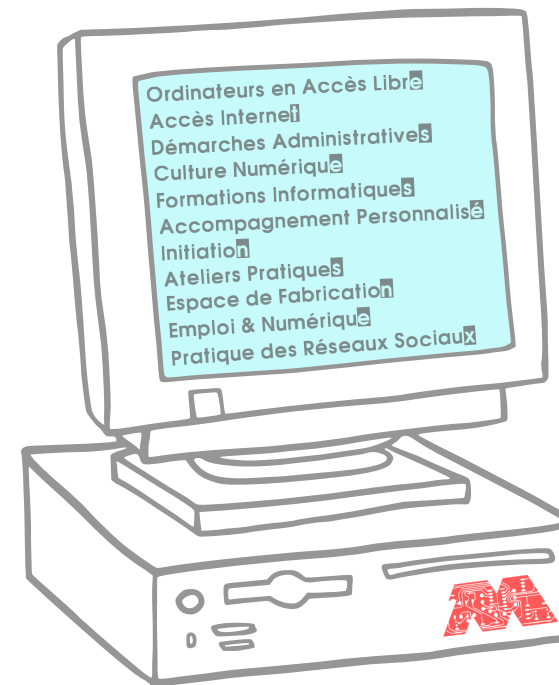 Ordinateurs en Accès Libre
Accès Internet
Démarches Administratives
Culture Numérique
Formations Informatiques
Accompagnement Personnalisé
Initiation
Ateliers Pratiques
Espace de Fabrication
Emploi & Numérique
Pratique des Réseaux Sociaux